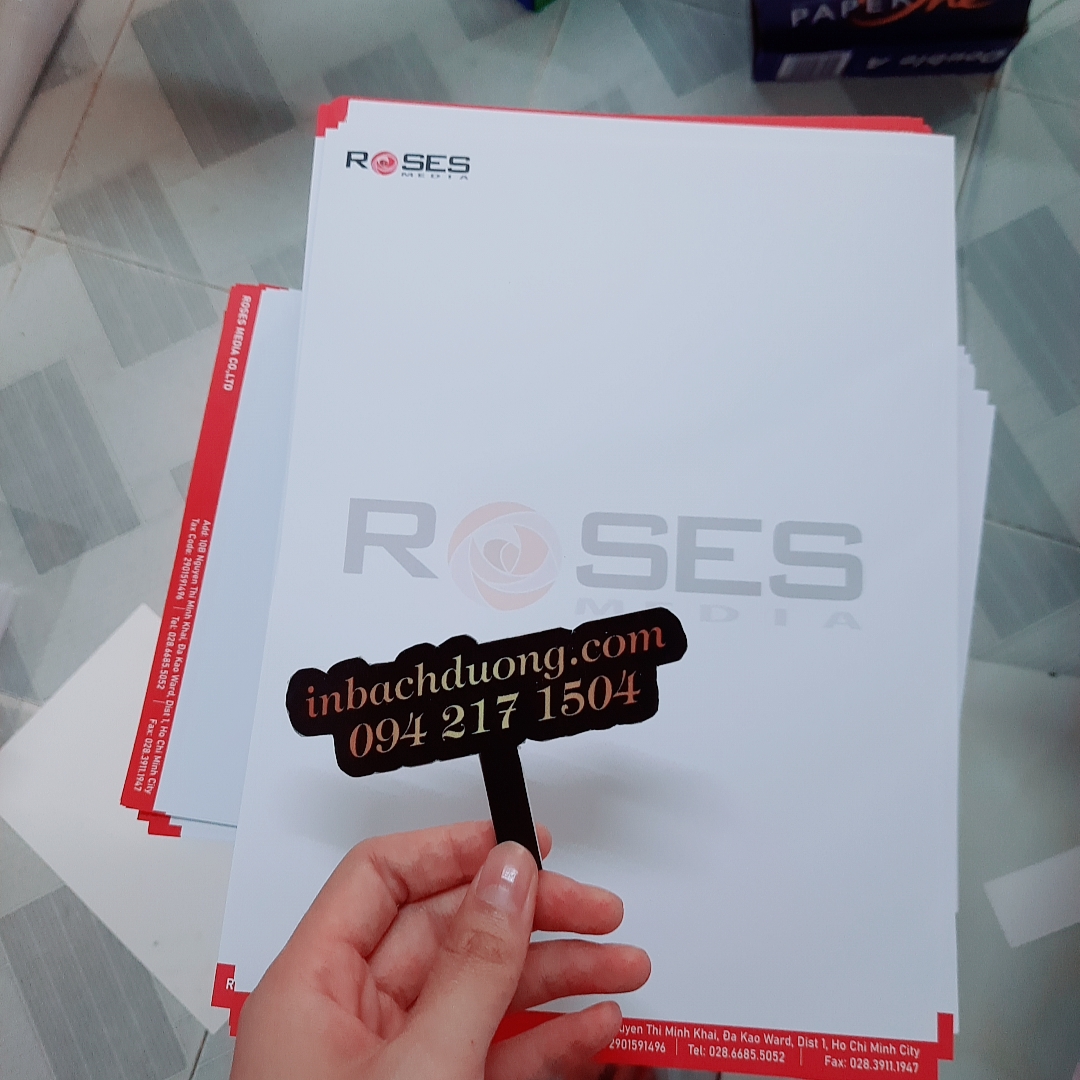 PAPER
Double A
ROSES
MEDIA
ROSES MEDIA CO.,LTD
Add: 10B Nguyen Thi Minh Khai, Đa Kao Ward, Dist 1, Ho Chi Minh City
Tax Code: 2901591496 | Tel: 028.6685.5052 | Fax: 028.3911.1947
ROSES
MEDIA
inbachduong.com
094 217 1504
Thi Minh Khai, Đa Kao Ward, Dist 1, Ho Chi Minh City
2901591496 | Tel: 028.6685.5052 | Fax: 028.3911.1947